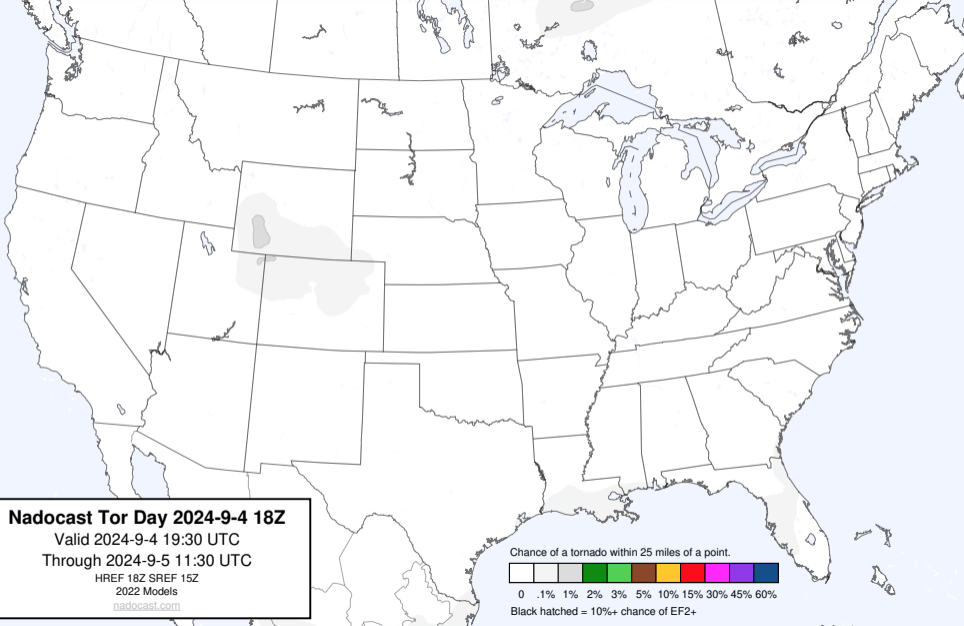 Nadocast Tor Day 2024-9-4 18Z
Valid 2024-9-4 19:30 UTC
Through 2024-9-5 11:30 UTC
HREF 18Z SREF 15Z
2022 Models
nadocast.com
Chance of a tornado within 25 miles of a point.
0 .1% 1% 2% 3% 5% 10% 15% 30% 45% 60%
Black hatched = 10%+ chance of EF2+